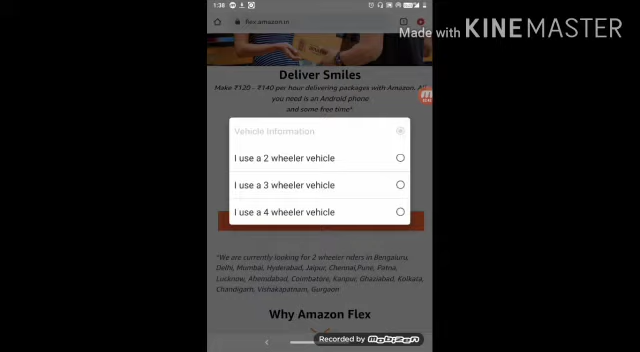 1:38
flex.amazon.in
Made with KINEMASTER
Deliver Smiles
Make ₹120 - ₹140 per hour delivering packages with Amazon. All
you need is an Android phone
and some free time*.
Vehicle Information
I use a 2 wheeler vehicle
I use a 3 wheeler vehicle
I use a 4 wheeler vehicle
*We are currently looking for 2 wheeler riders in Bengaluru,
Delhi, Mumbai, Hyderabad, Jaipur, Chennai,Pune, Patna,
Lucknow, Ahemdabad, Coimbatore, Kanpur, Ghaziabad, Kolkata,
Chandigarh, Vishakapatnam, Gurgaon
Why Amazon Flex
Recorded by mobizen